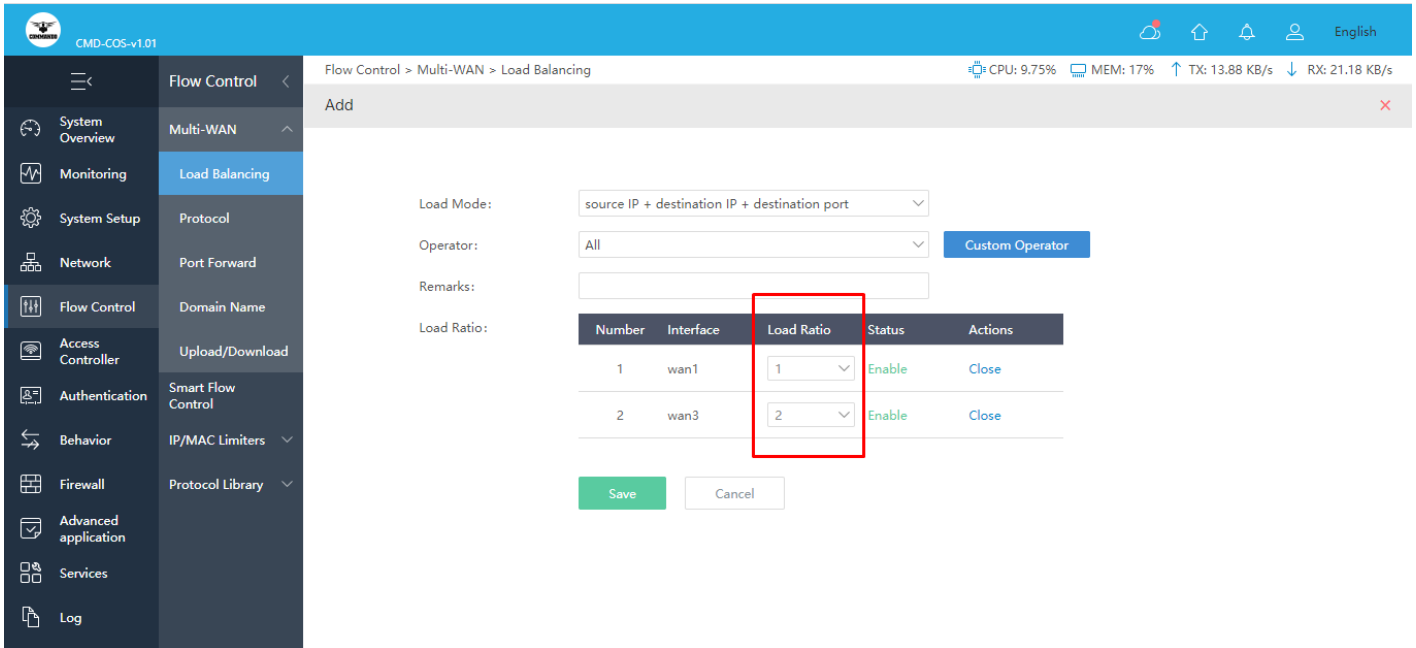 COMMANDO
CMD-COS-v1.01
English
Flow Control
Flow Control > Multi-WAN > Load Balancing
CPU: 9.75%
MEM: 17%
TX: 13.88 KB/s
RX: 21.18 KB/s
Add
System
Overview
Monitoring
System Setup
Network
Flow Control
Access
Controller
Authentication
Behavior
Firewall
Advanced
application
Services
Log
Multi-WAN
Load Balancing
Protocol
Port Forward
Domain Name
Upload/Download
Smart Flow
Control
IP/MAC Limiters
Protocol Library
Load Mode: source IP + destination IP + destination port
Operator: All Custom Operator
Remarks:
Load Ratio: Number Interface Load Ratio Status Actions
1 wan1 1 Enable Close
2 wan3 2 Enable Close
Save Cancel